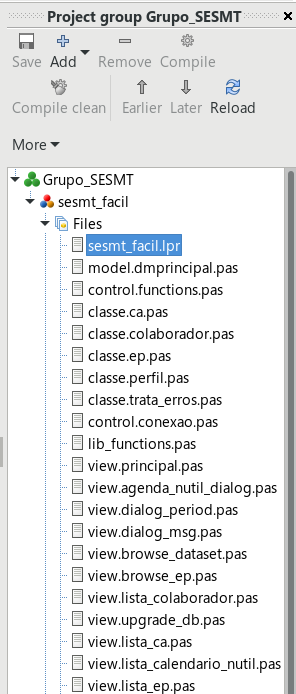 Project group Grupo_SESMT
Save Add Remove Compile
Compile clean Earlier Later Reload
More
Grupo_SESMT
sesmt_facil
Files
sesmt_facil.lpr
model.dmprincipal.pas
control.functions.pas
classe.ca.pas
classe.colaborador.pas
classe.ep.pas
classe.perfil.pas
classe.trata_erros.pas
control.conexao.pas
lib_functions.pas
view.principal.pas
view.agenda_nutil_dialog.pas
view.dialog_period.pas
view.dialog_msg.pas
view.browse_dataset.pas
view.browse_ep.pas
view.lista_colaborador.pas
view.upgrade_db.pas
view.lista_ca.pas
view.lista_calendario_nutil.pas
view.lista_ep.pas